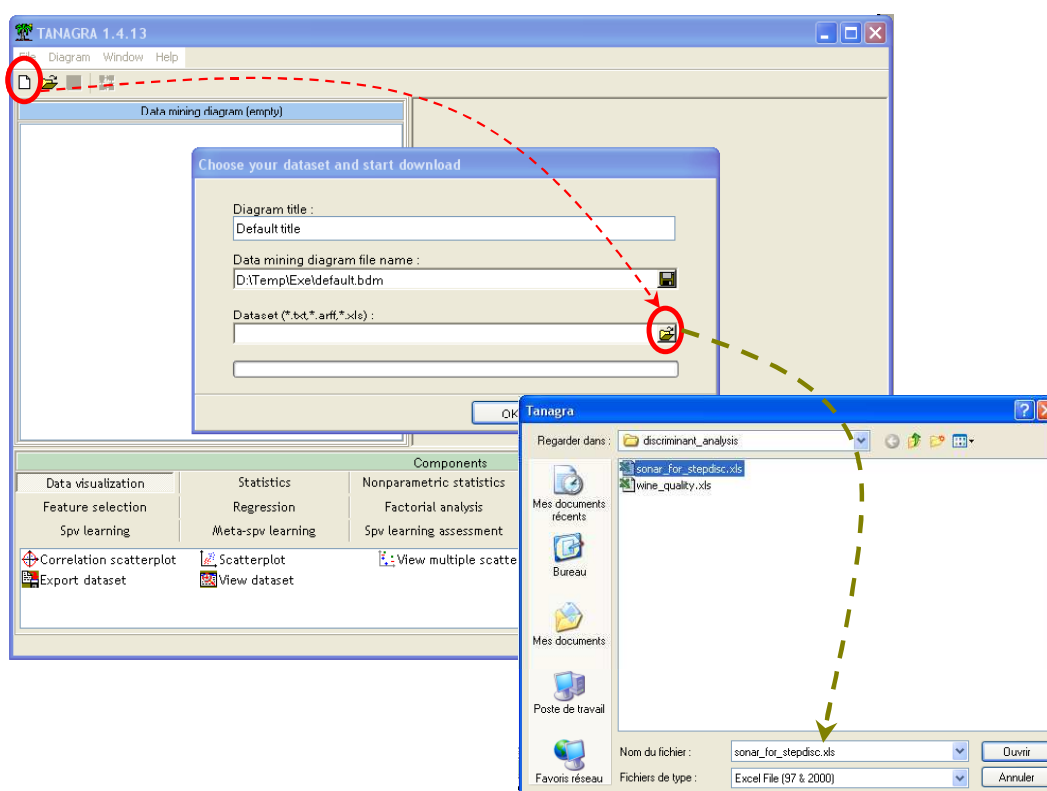 TANAGRA 1.4.13
File Diagram Window Help
Data mining diagram (empty)
Choose your dataset and start download
Diagram title :
Default title
Data mining diagram file name :
D:\Temp\Exe\default.bdm
Dataset (*.txt,*.arff,*.xls) :
OK
Tanagra
Regarder dans : discriminant_analysis
sonar_for_stepdisc.xls
wine_quality.xls
Mes documents
récents
Bureau
Mes documents
Poste de travail
Favoris réseau
Nom du fichier : sonar_for_stepdisc.xls Ouvrir
Fichiers de type : Excel File (97 & 2000) Annuler
Components
Data visualization Statistics Nonparametric statistics
Feature selection Regression Factorial analysis
Spv learning Meta-spv learning Spv learning assessment
Correlation scatterplot Scatterplot View multiple scatte
Export dataset View dataset